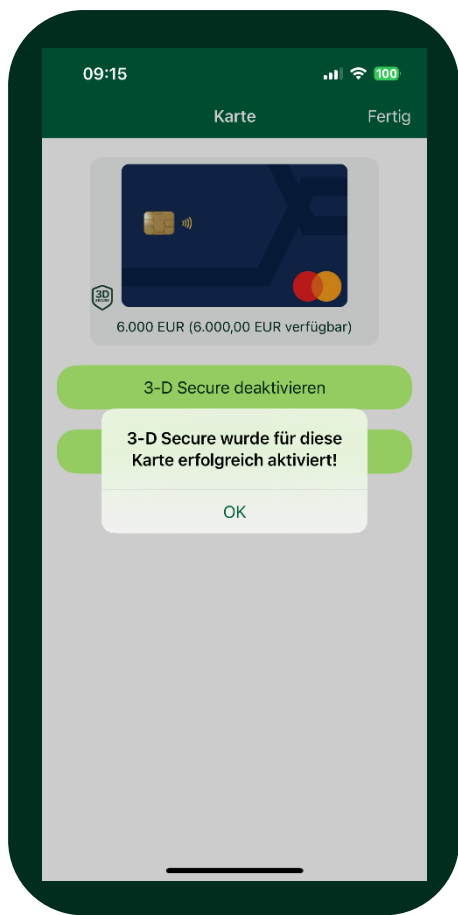 09:15
100
Karte
Fertig
3D
SECURE
6.000 EUR (6.000,00 EUR verfügbar)
3-D Secure deaktivieren
3-D Secure wurde für diese
Karte erfolgreich aktiviert!
OK